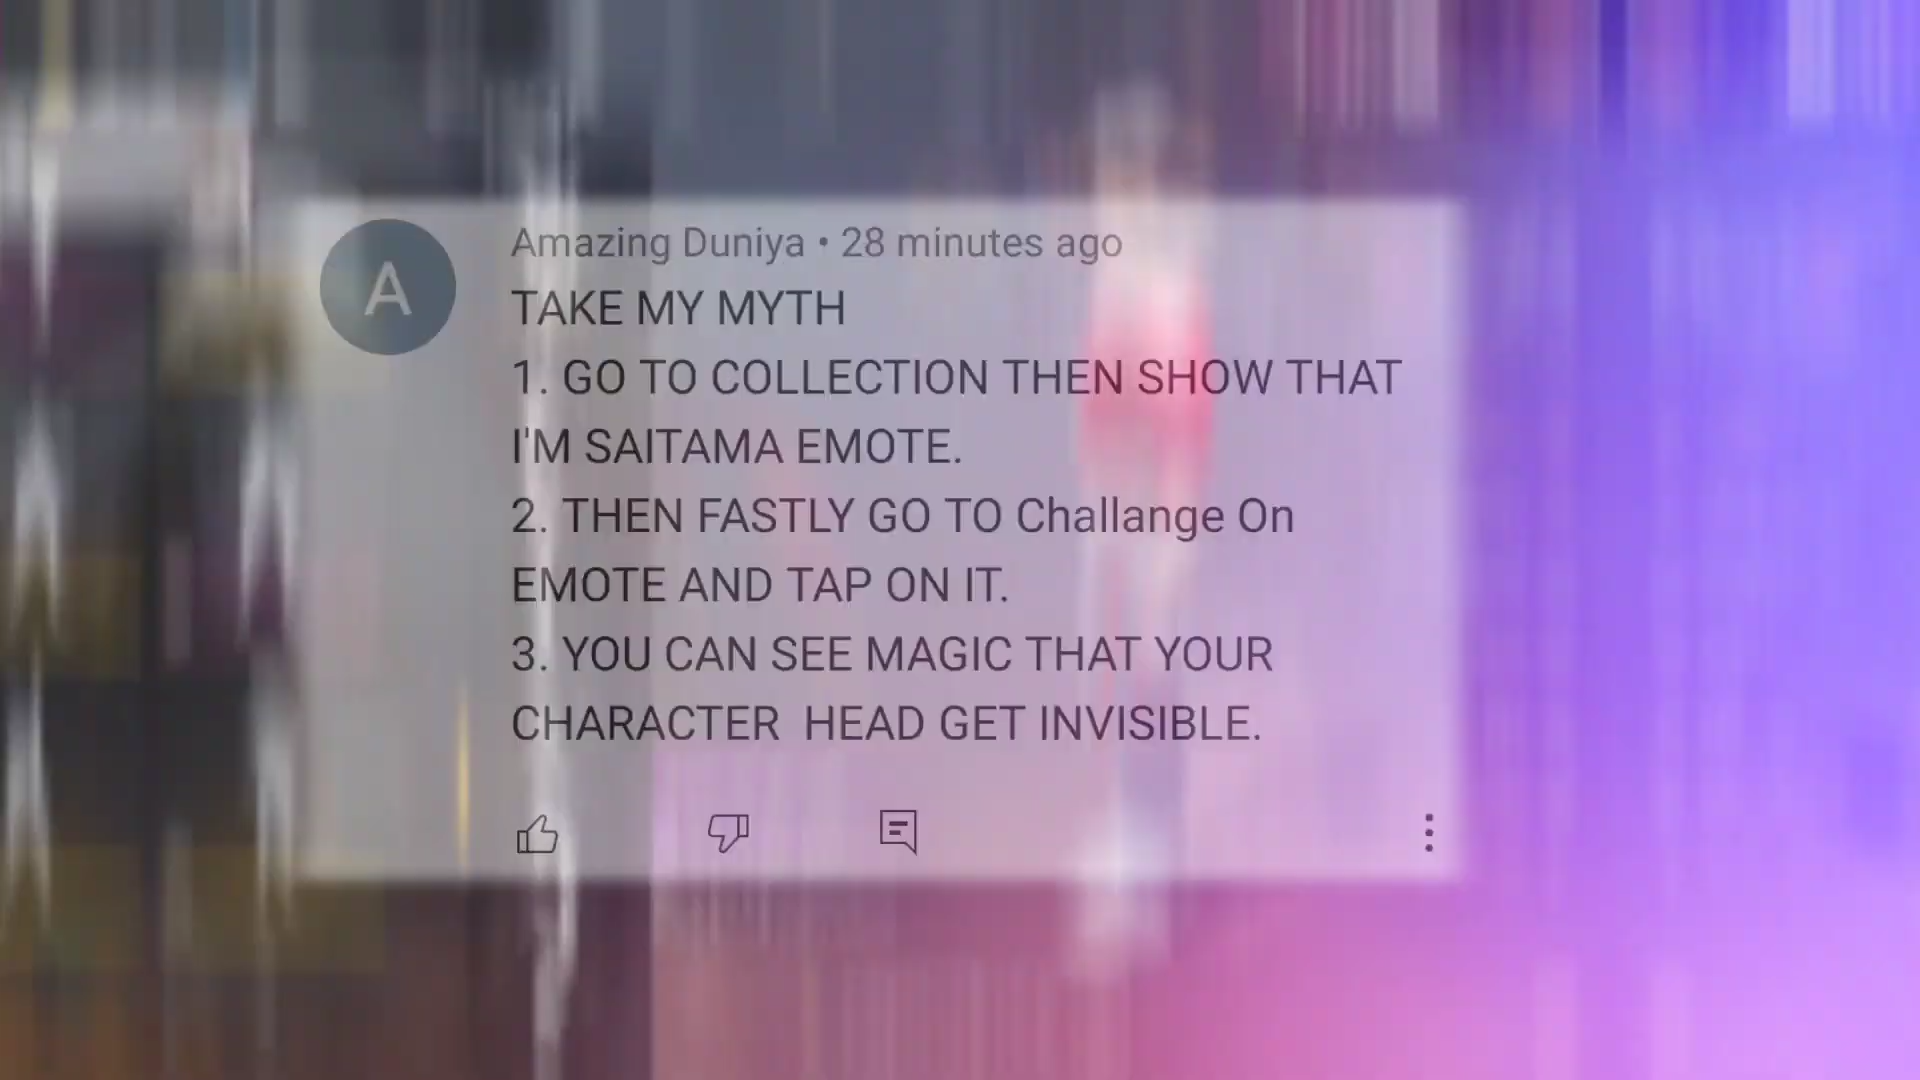 A
Amazing Duniya • 28 minutes ago
TAKE MY MYTH
1. GO TO COLLECTION THEN SHOW THAT
I'M SAITAMA EMOTE.
2. THEN FASTLY GO TO Challange On
EMOTE AND TAP ON IT.
3. YOU CAN SEE MAGIC THAT YOUR
CHARACTER  HEAD GET INVISIBLE.